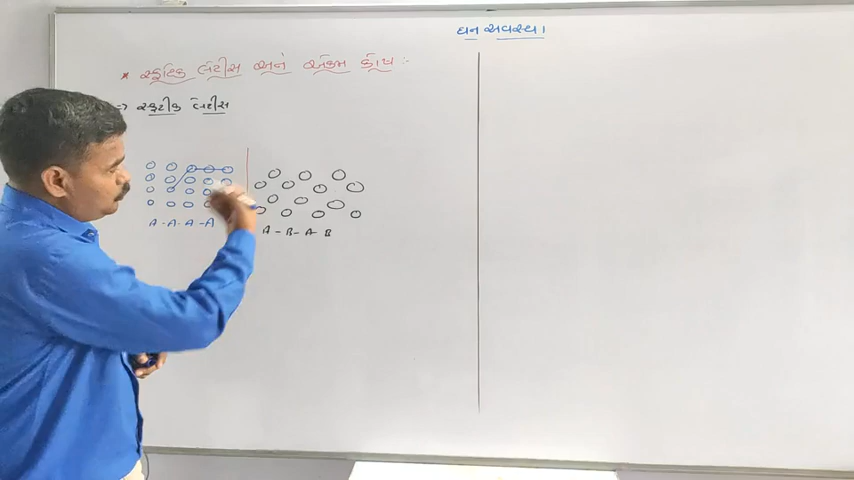 ઘન અવસ્થા
* સ્ફટિક લેટીસ અને એકમ કોષ :-
→ સ્ફટીક લેટીસ
A - A - A - A
A - B - A - B